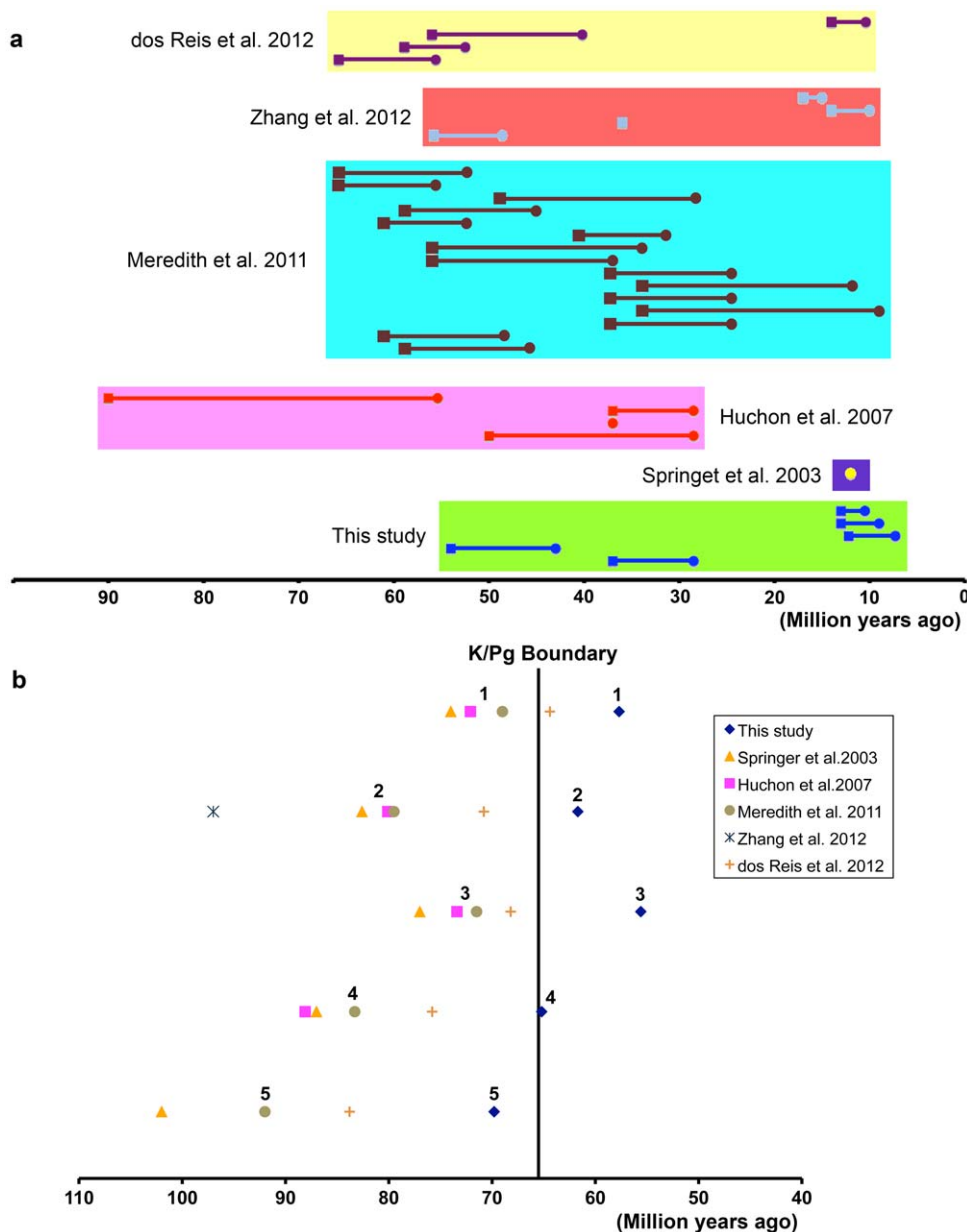 a
dos Reis et al. 2012
Zhang et al. 2012
Meredith et al. 2011
Huchon et al. 2007
Springet et al. 2003
This study
90 80 70 60 50 40 30 20 10 0
(Million years ago)
b
K/Pg Boundary
1 1
2 2
3 3
4 4
5 5
This study
Springer et al.2003
Huchon et al.2007
Meredith et al. 2011
Zhang et al. 2012
dos Reis et al. 2012
110 100 90 80 70 60 50 40
(Million years ago)